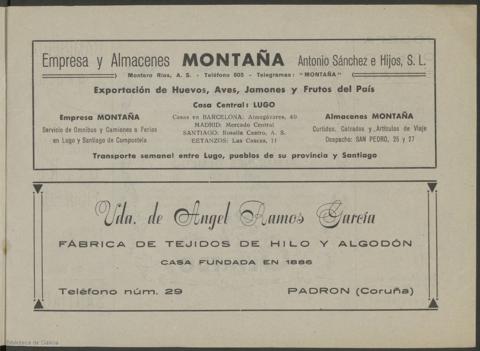 Empresa y Almacenes MONTAÑA Antonio Sánchez e Hijos, S. L.
Montero Ríos, A. S. - Teléfono 605 - Telegramas: "MONTAÑA"
Exportación de Huevos, Aves, Jamones y Frutos del País
Casa Central: LUGO
Empresa MONTAÑA
Servicio de Omnibus y Camiones a Ferias
en Lugo y Santiago de Compostela
Casas en BARCELONA: Almogávares, 40
MADRID: Mercado Central
SANTIAGO: Rosalía Castro, A. S.
BETANZOS: Las Cascas, 11
Almacenes MONTAÑA
Curtidos, Calzados y Artículos de Viaje
Despacho: SAN PEDRO, 25 y 27
Transporte semanal entre Lugo, pueblos de su provincia y Santiago
Vda. de Angel Ramos García
FÁBRICA DE TEJIDOS DE HILO Y ALGODÓN
CASA FUNDADA EN 1886
Teléfono núm. 29 PADRON (Coruña)
Biblioteca de Galicia